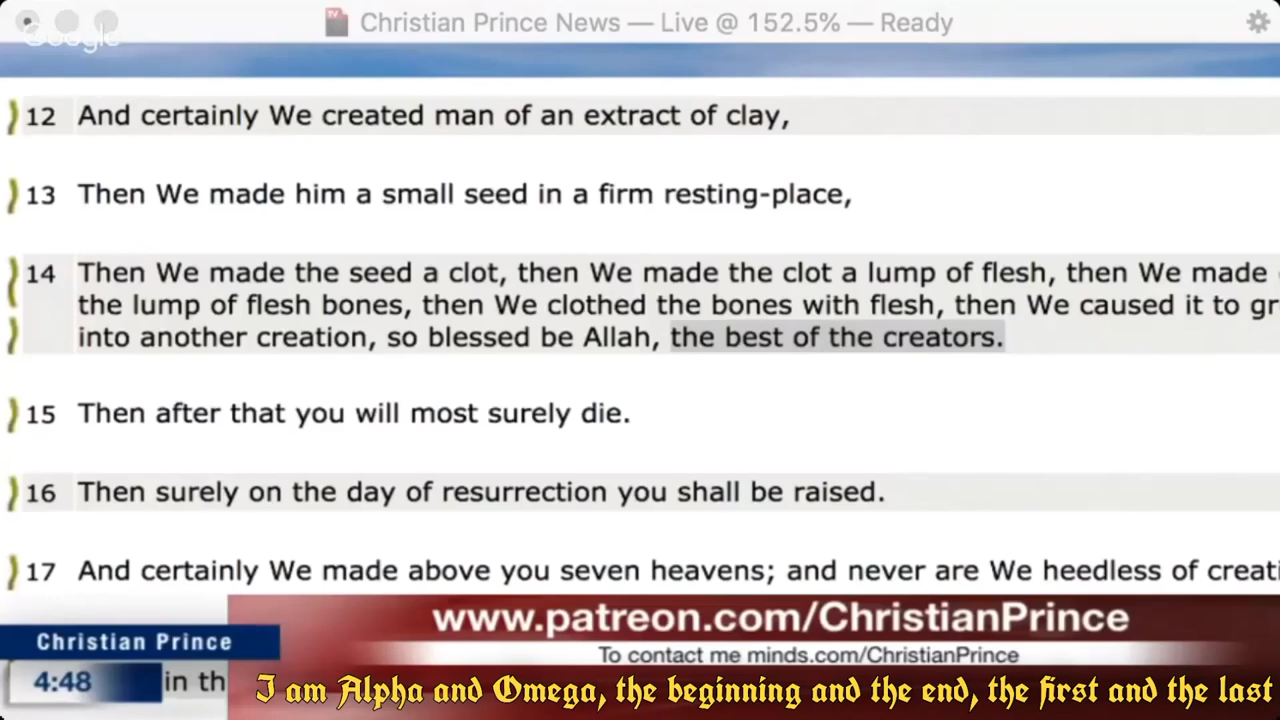 Christian Prince News — Live @ 152.5% — Ready
Google
12 And certainly We created man of an extract of clay,
13 Then We made him a small seed in a firm resting-place,
14 Then We made the seed a clot, then We made the clot a lump of flesh, then We made
the lump of flesh bones, then We clothed the bones with flesh, then We caused it to gr
into another creation, so blessed be Allah, the best of the creators.
15 Then after that you will most surely die.
16 Then surely on the day of resurrection you shall be raised.
17 And certainly We made above you seven heavens; and never are We heedless of creati
www.patreon.com/ChristianPrince
Christian Prince
To contact me minds.com/ChristianPrince
4:48 in th
I am Alpha and Omega, the beginning and the end, the first and the last